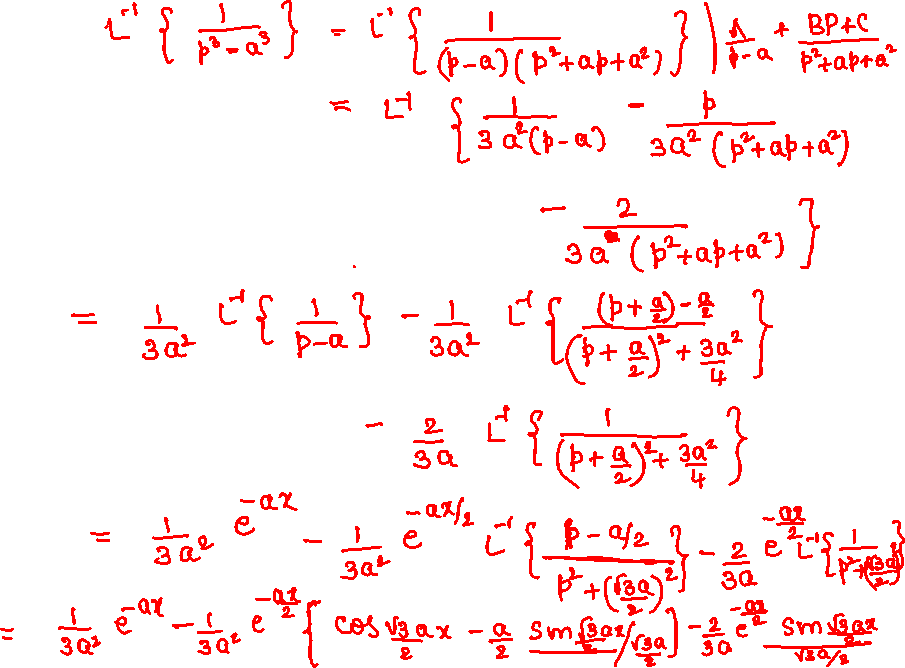 L⁻¹ { 1/(p³ - a³) } = L⁻¹ { 1/((p-a)(p²+ap+a²)) } ) A/(p-a) + (BP+C)/(p²+ap+a²)
= L⁻¹ { 1/(3a²(p-a)) - p/(3a²(p²+ap+a²))
- 2/(3a(p²+ap+a²)) }
= 1/(3a²) L⁻¹ { 1/(p-a) } - 1/(3a²) L⁻¹ { ((p+a/2) - a/2)/((p+a/2)² + 3a²/4) }
- 2/(3a) L⁻¹ { 1/((p+a/2)² + 3a²/4) }
= 1/(3a²) e^(-ax) - 1/(3a²) e^(-ax/2) L⁻¹ { (p - a/2)/(p² + (√3a/2)²) } - 2/(3a) e^(-ax/2) L⁻¹ { 1/(p² + (√3a/2)²) }
= 1/(3a²) e^(-ax) - 1/(3a²) e^(-ax/2) { cos √3/2 ax - a/2 sin √3ax/2 / (√3a/2) } - 2/(3a) e^(-ax/2) (sin √3ax/2)/(√3a/2)